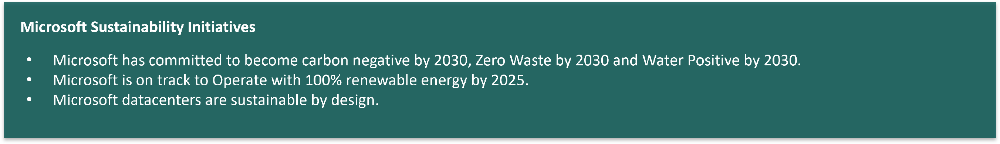 Microsoft Sustainability Initiatives
• Microsoft has committed to become carbon negative by 2030, Zero Waste by 2030 and Water Positive by 2030.
• Microsoft is on track to Operate with 100% renewable energy by 2025.
• Microsoft datacenters are sustainable by design.